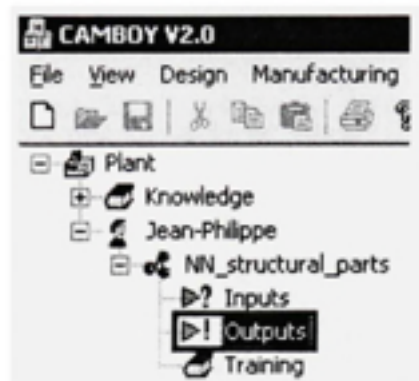 CAMBOY V2.0
File View Design Manufacturing
Plant
Knowledge
Jean-Philippe
NN_structural_parts
? Inputs
! Outputs
Training